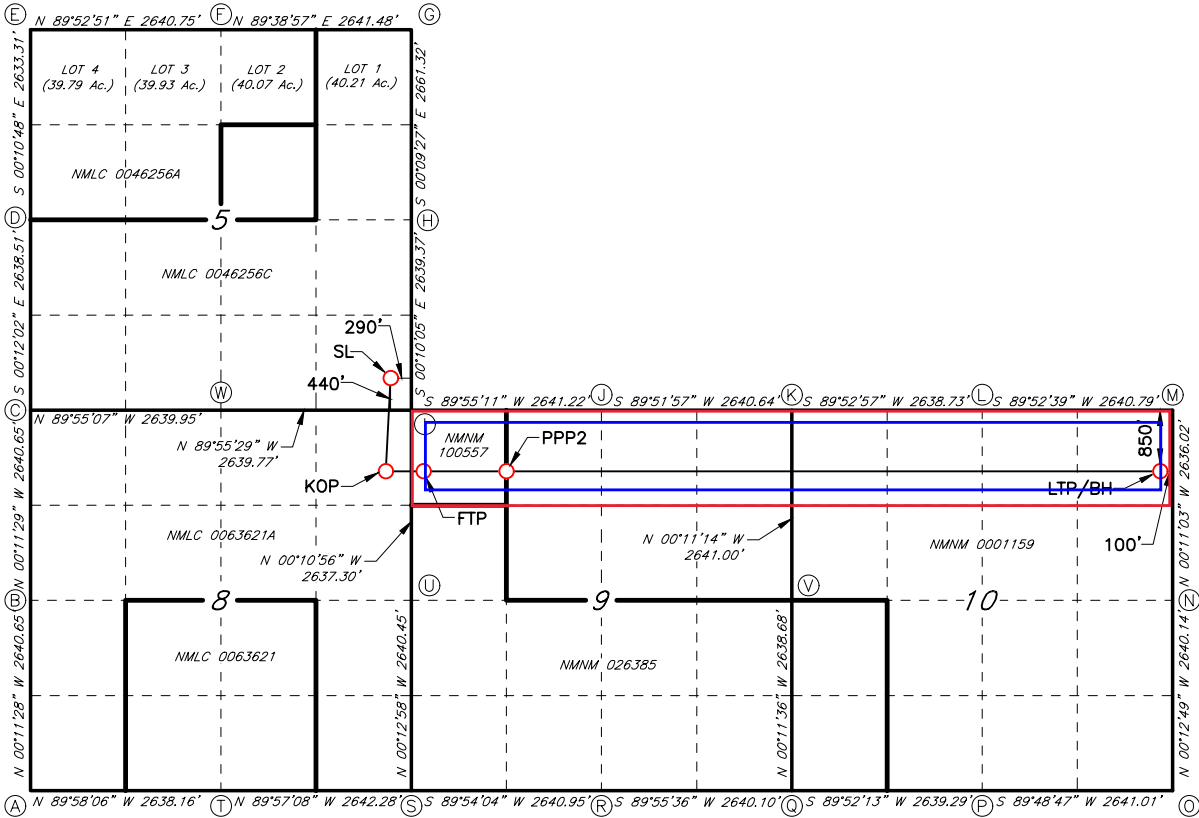 E
N 89°52'51" E 2640.75'
F
N 89°38'57" E 2641.48'
G
S 00°10'48" E 2633.31'
LOT 4
(39.79 Ac.)
LOT 3
(39.93 Ac.)
LOT 2
(40.07 Ac.)
LOT 1
(40.21 Ac.)
S 00°09'27" E 2661.32'
NMLC 0046256A
D
5
H
S 00°12'02" E 2638.51'
NMLC 0046256C
S 00°10'05" E 2639.37'
290'
SL
440'
W
C
N 89°55'07" W 2639.95'
N 89°55'29" W
2639.77'
S 89°55'11" W 2641.22'
J
S 89°51'57" W 2640.64'
K
S 89°52'57" W 2638.73'
L
S 89°52'39" W 2640.79'
M
NMNM
100557
PPP2
850'
KOP
FTP
LTP/BH
100'
N 00°11'29" W 2640.65'
NMLC 0063621A
N 00°10'56" W
2637.30'
N 00°11'14" W
2641.00'
NMNM 0001159
N 00°11'03" W 2636.02'
B
8
U
9
V
10
N
N 00°11'28" W 2640.65'
NMLC 0063621
N 00°12'58" W 2640.45'
NMNM 026385
N 00°11'36" W 2638.68'
N 00°12'49" W 2640.14'
A
N 89°58'06" W 2638.16'
T
N 89°57'08" W 2642.28'
S
S 89°54'04" W 2640.95'
R
S 89°55'36" W 2640.10'
Q
S 89°52'13" W 2639.29'
P
S 89°48'47" W 2641.01'
O